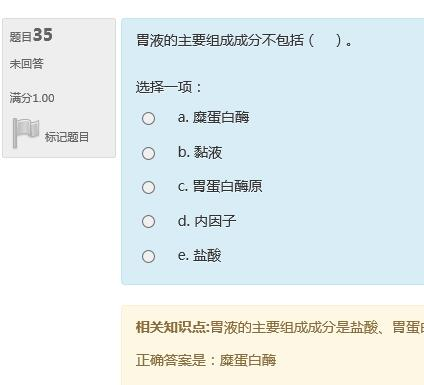 题目35
未回答
满分1.00
标记题目
胃液的主要组成成分不包括（ ）。
选择一项：
a. 糜蛋白酶
b. 黏液
c. 胃蛋白酶原
d. 内因子
e. 盐酸
相关知识点:胃液的主要组成成分是盐酸、胃蛋
正确答案是：糜蛋白酶